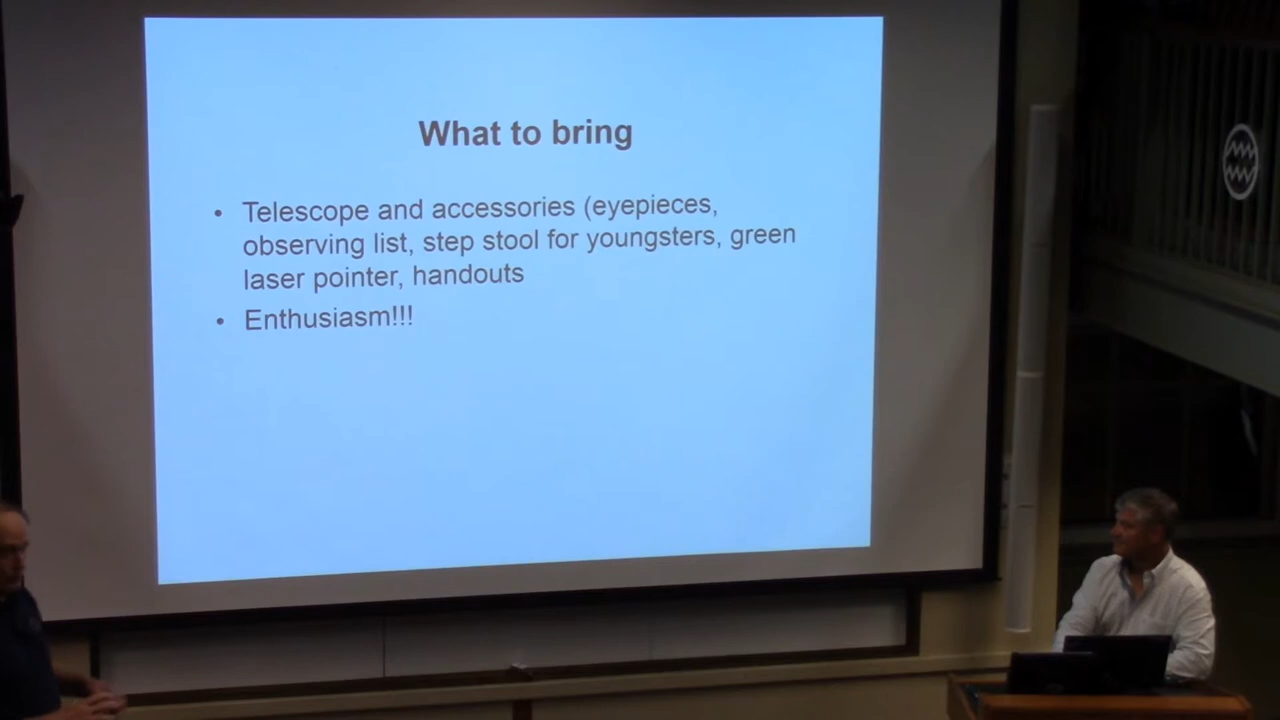 What to bring
• Telescope and accessories (eyepieces,
observing list, step stool for youngsters, green
laser pointer, handouts
• Enthusiasm!!!